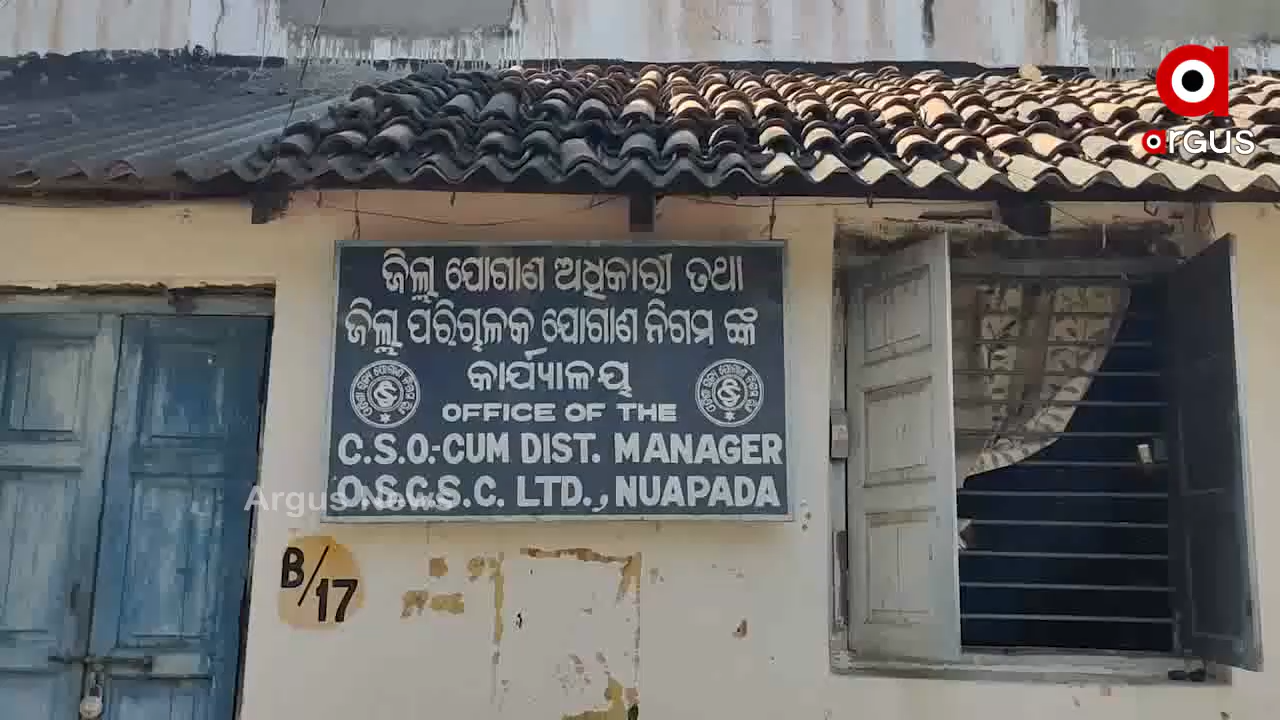 argus
ଜିଲ୍ଲା ଯୋଗାଣ ଅଧିକାରୀ ତଥା
ଜିଲ୍ଲା ପରିଚାଳକ ଯୋଗାଣ ନିଗମ ଙ୍କ
କାର୍ଯ୍ୟାଳୟ
OFFICE OF THE
C.S.O.-CUM DIST. MANAGER
O.S.C.S.C. LTD., NUAPADA
Argus News
B/17